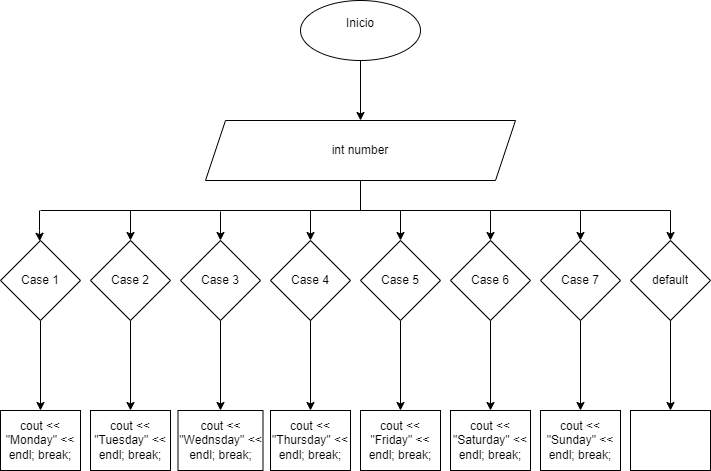 Inicio
int number
Case 1
Case 2
Case 3
Case 4
Case 5
Case 6
Case 7
default
cout <<
"Monday" <<
endl; break;
cout <<
"Tuesday" <<
endl; break;
cout <<
"Wednsday" <<
endl; break;
cout <<
"Thursday" <<
endl; break;
cout <<
"Friday" <<
endl; break;
cout <<
"Saturday" <<
endl; break;
cout <<
"Sunday" <<
endl; break;